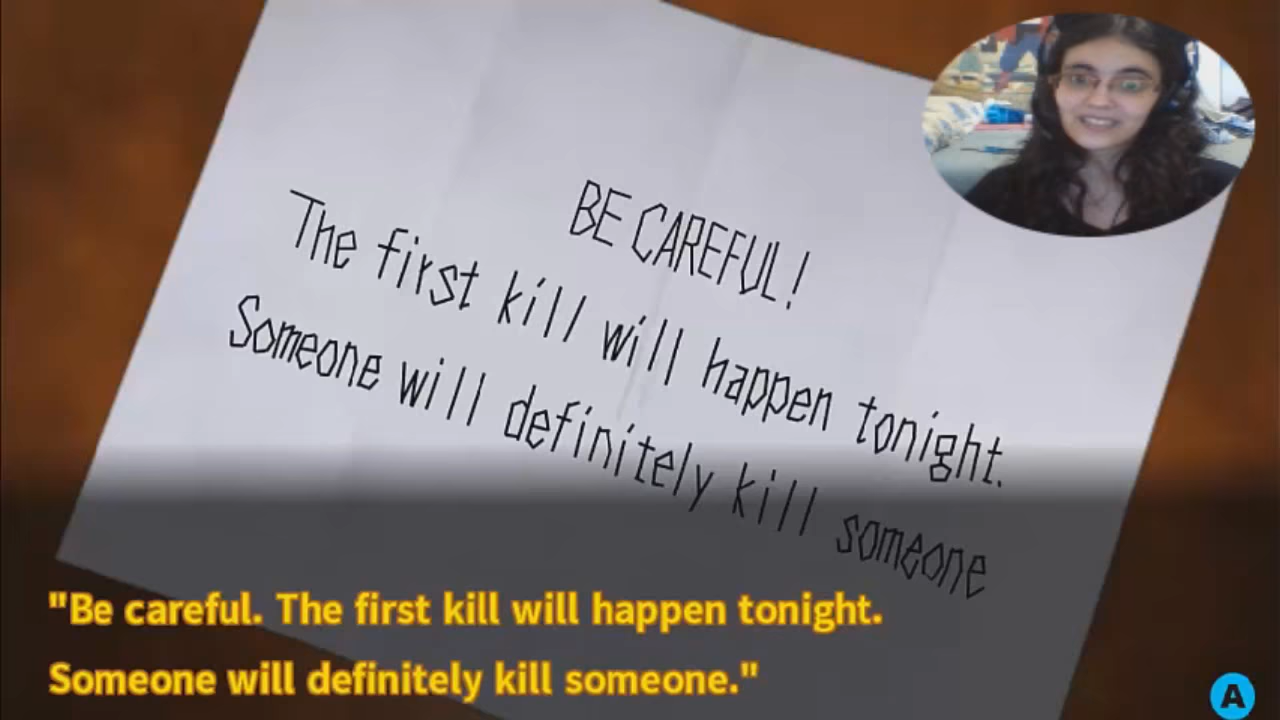 BE CAREFUL!
The first kill will happen tonight.
Someone will definitely kill someone
"Be careful. The first kill will happen tonight.
Someone will definitely kill someone."
A